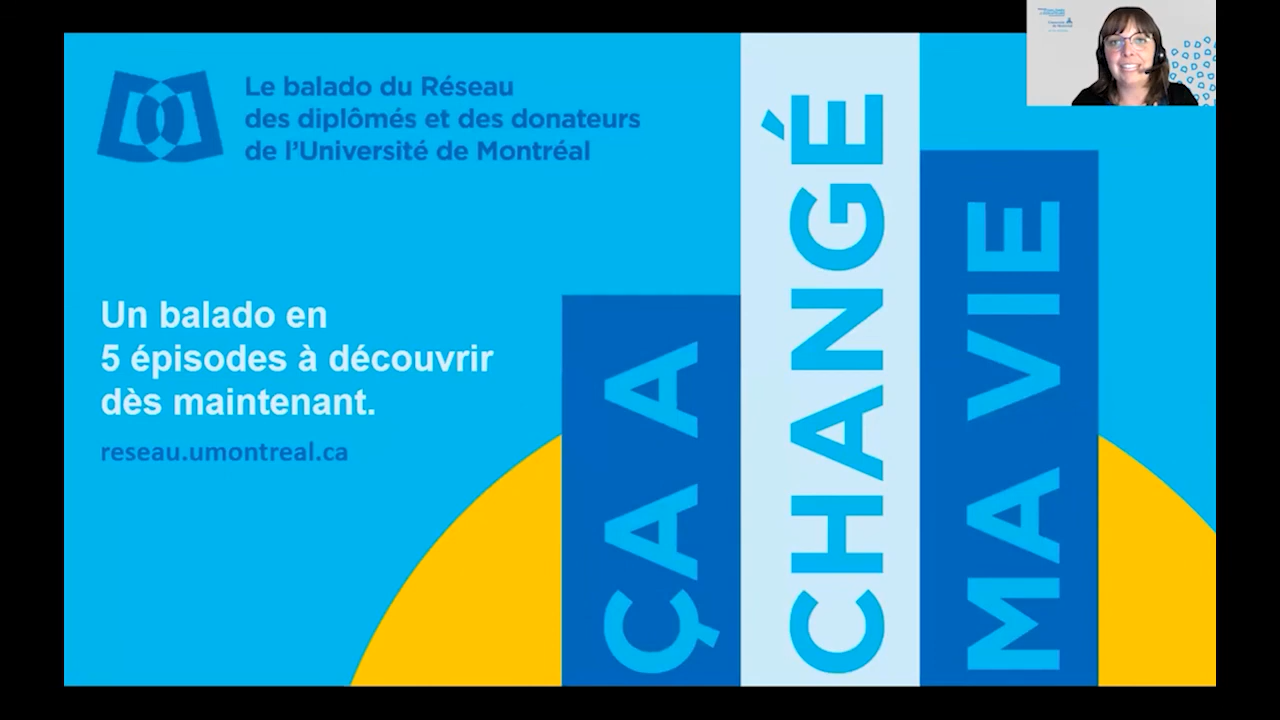 Le balado du Réseau
des diplômés et des donateurs
de l'Université de Montréal
Un balado en
5 épisodes à découvrir
dès maintenant.
reseau.umontreal.ca
ÇA A
CHANGÉ
MA VIE